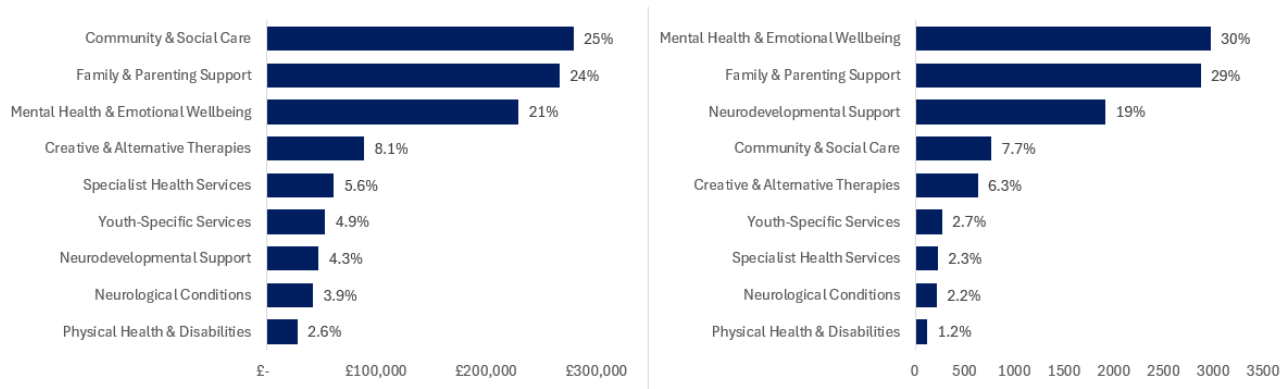 Community & Social Care 25%
Family & Parenting Support 24%
Mental Health & Emotional Wellbeing 21%
Creative & Alternative Therapies 8.1%
Specialist Health Services 5.6%
Youth-Specific Services 4.9%
Neurodevelopmental Support 4.3%
Neurological Conditions 3.9%
Physical Health & Disabilities 2.6%
£- £100,000 £200,000 £300,000
Mental Health & Emotional Wellbeing 30%
Family & Parenting Support 29%
Neurodevelopmental Support 19%
Community & Social Care 7.7%
Creative & Alternative Therapies 6.3%
Youth-Specific Services 2.7%
Specialist Health Services 2.3%
Neurological Conditions 2.2%
Physical Health & Disabilities 1.2%
0 500 1000 1500 2000 2500 3000 3500